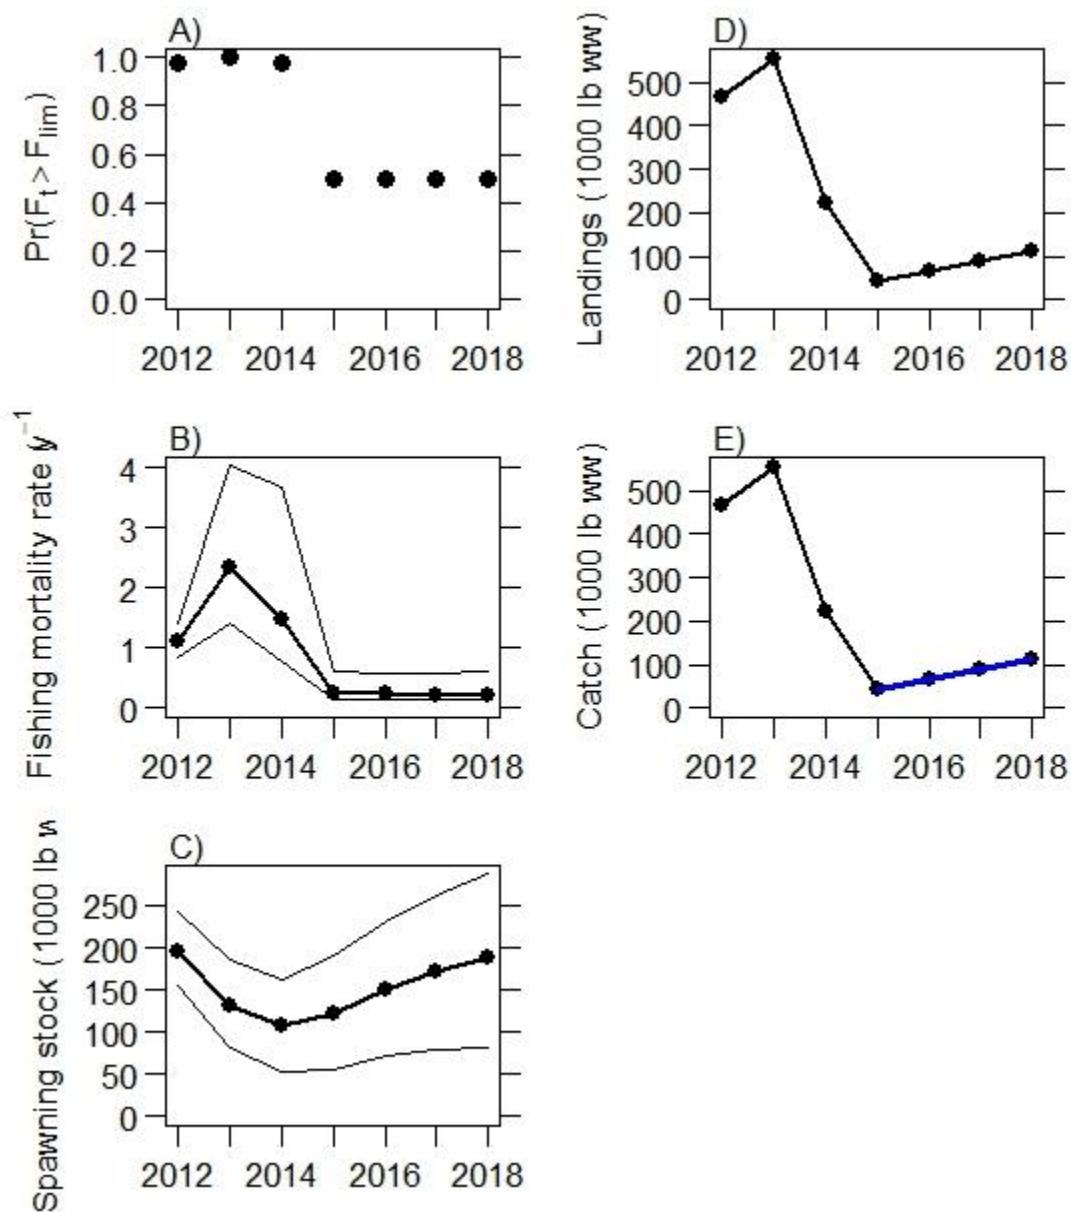 A)
Pr(Ft > Flim)
1.0
0.8
0.6
0.4
0.2
0.0
2012 2014 2016 2018
D)
Landings (1000 lb ww)
500
400
300
200
100
0
2012 2014 2016 2018
B)
Fishing mortality rate (y−1
4
3
2
1
0
2012 2014 2016 2018
E)
Catch (1000 lb ww)
500
400
300
200
100
0
2012 2014 2016 2018
C)
Spawning stock (1000 lb w
250
200
150
100
50
0
2012 2014 2016 2018